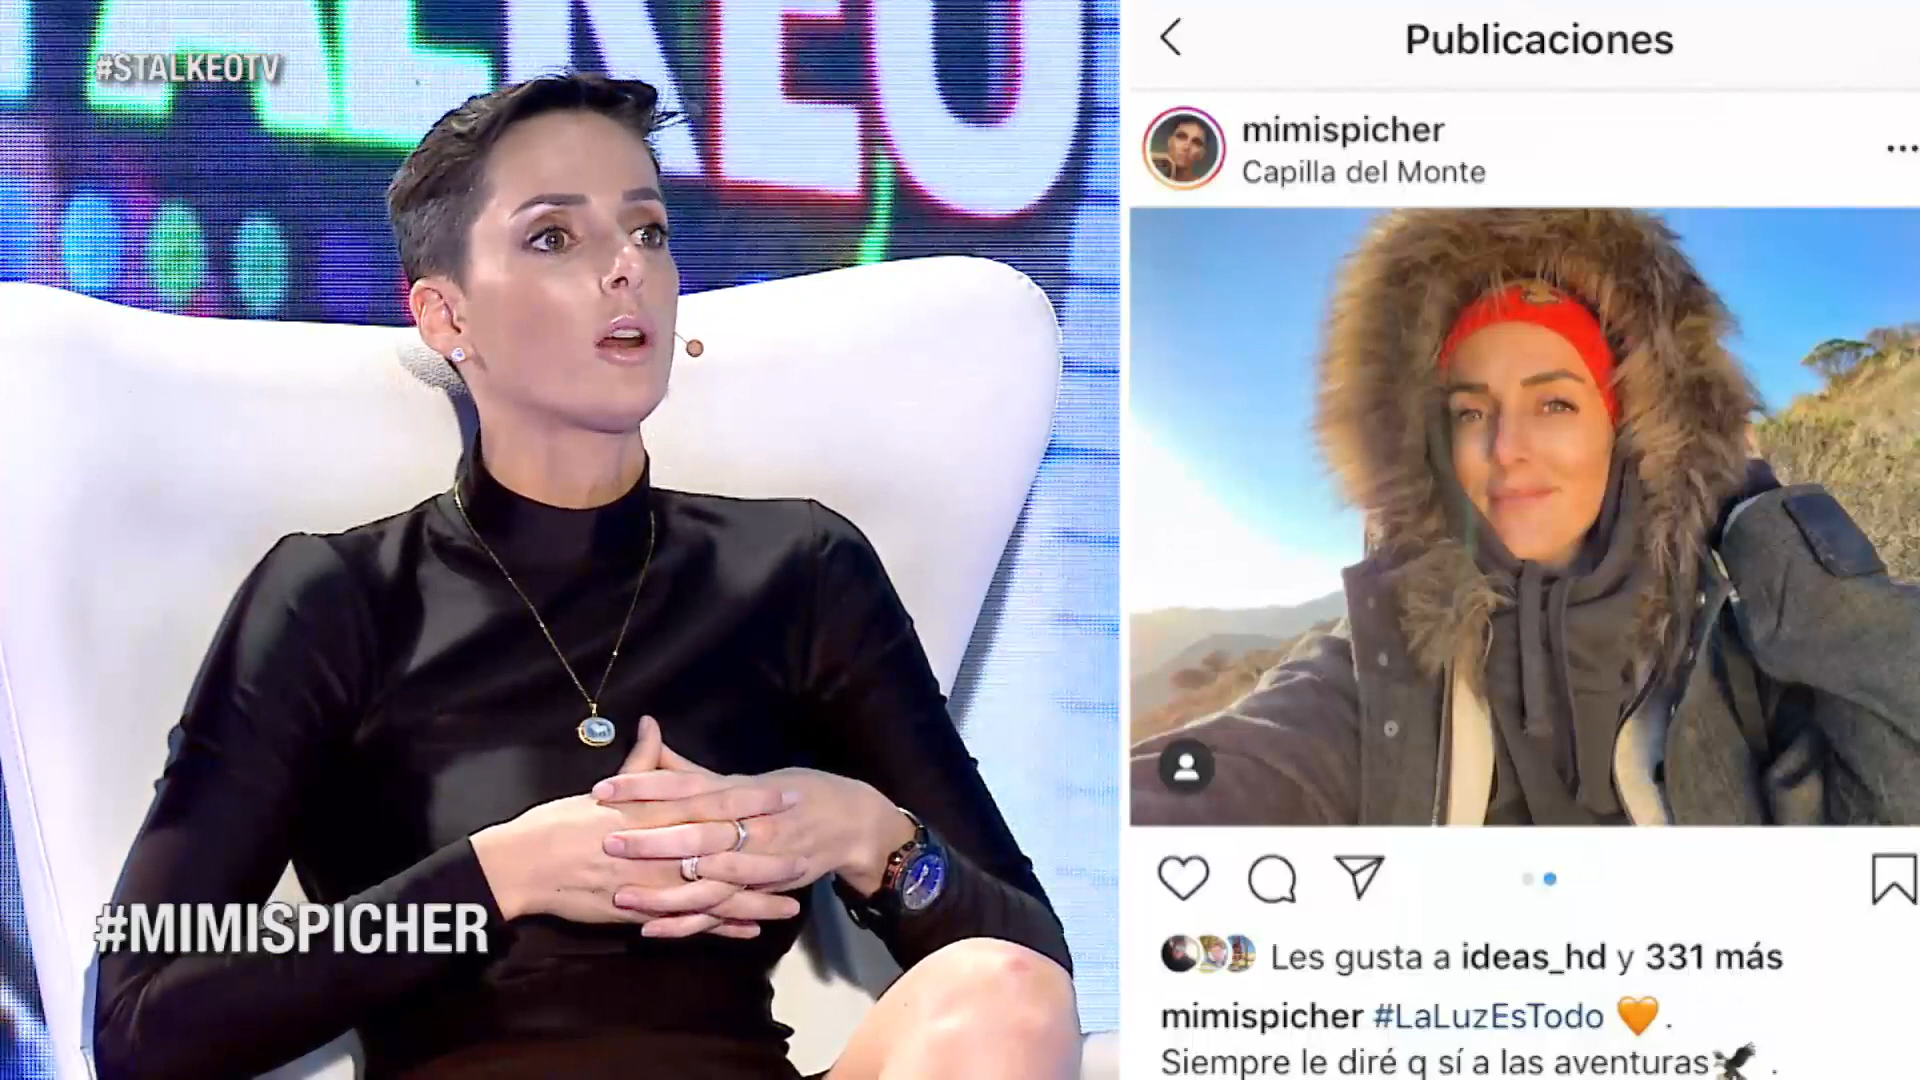 #STALKEOTV
TALKEO
#MIMISPICHER
Publicaciones
mimispicher
Capilla del Monte
Les gusta a ideas_hd y 331 más
mimispicher #LaLuzEsTodo 🧡.
Siempre le diré q sí a las aventuras🦅.